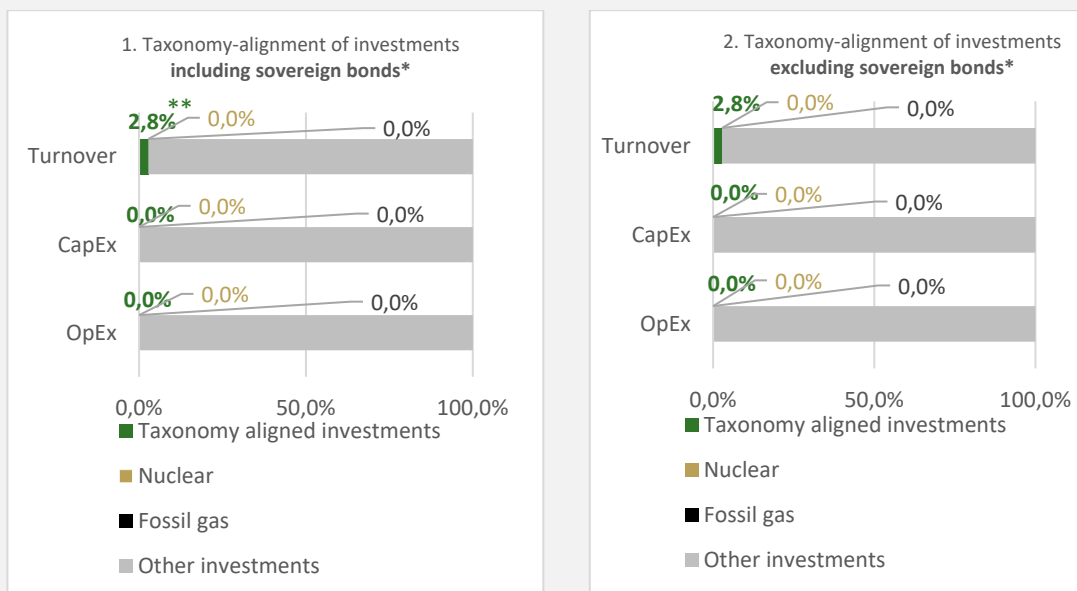 1. Taxonomy-alignment of investments
including sovereign bonds*
**
2,8%
0,0%
0,0%
Turnover
0,0%
0,0%
0,0%
CapEx
0,0%
0,0%
0,0%
OpEx
0,0%
50,0%
100,0%
Taxonomy aligned investments
Nuclear
Fossil gas
Other investments
2. Taxonomy-alignment of investments
excluding sovereign bonds*
2,8%
0,0%
0,0%
Turnover
0,0%
0,0%
0,0%
CapEx
0,0%
0,0%
0,0%
OpEx
0,0%
50,0%
100,0%
Taxonomy aligned investments
Nuclear
Fossil gas
Other investments